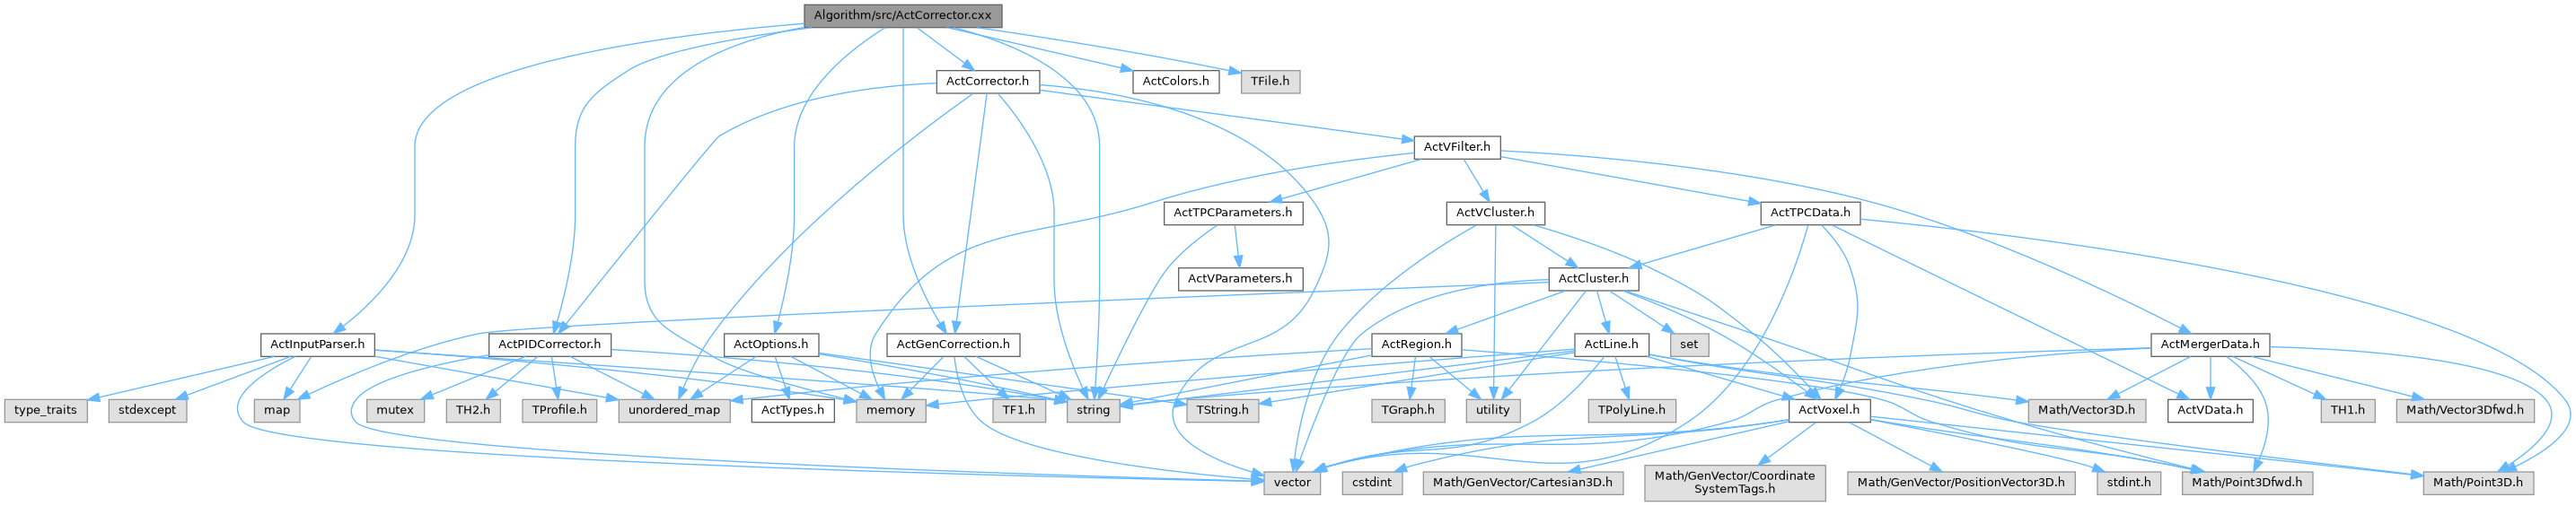 Algorithm/src/ActCorrector.cxx
ActCorrector.h
ActColors.h
TFile.h
ActVFilter.h
ActTPCParameters.h
ActVCluster.h
ActTPCData.h
ActVParameters.h
ActCluster.h
ActInputParser.h
ActPIDCorrector.h
ActOptions.h
ActGenCorrection.h
ActRegion.h
ActLine.h
set
ActMergerData.h
type_traits
stdexcept
map
mutex
TH2.h
TProfile.h
unordered_map
ActTypes.h
memory
TF1.h
string
TString.h
TGraph.h
utility
TPolyLine.h
ActVoxel.h
Math/Vector3D.h
ActVData.h
TH1.h
Math/Vector3Dfwd.h
vector
cstdint
Math/GenVector/Cartesian3D.h
Math/GenVector/Coordinate
SystemTags.h
Math/GenVector/PositionVector3D.h
stdint.h
Math/Point3Dfwd.h
Math/Point3D.h